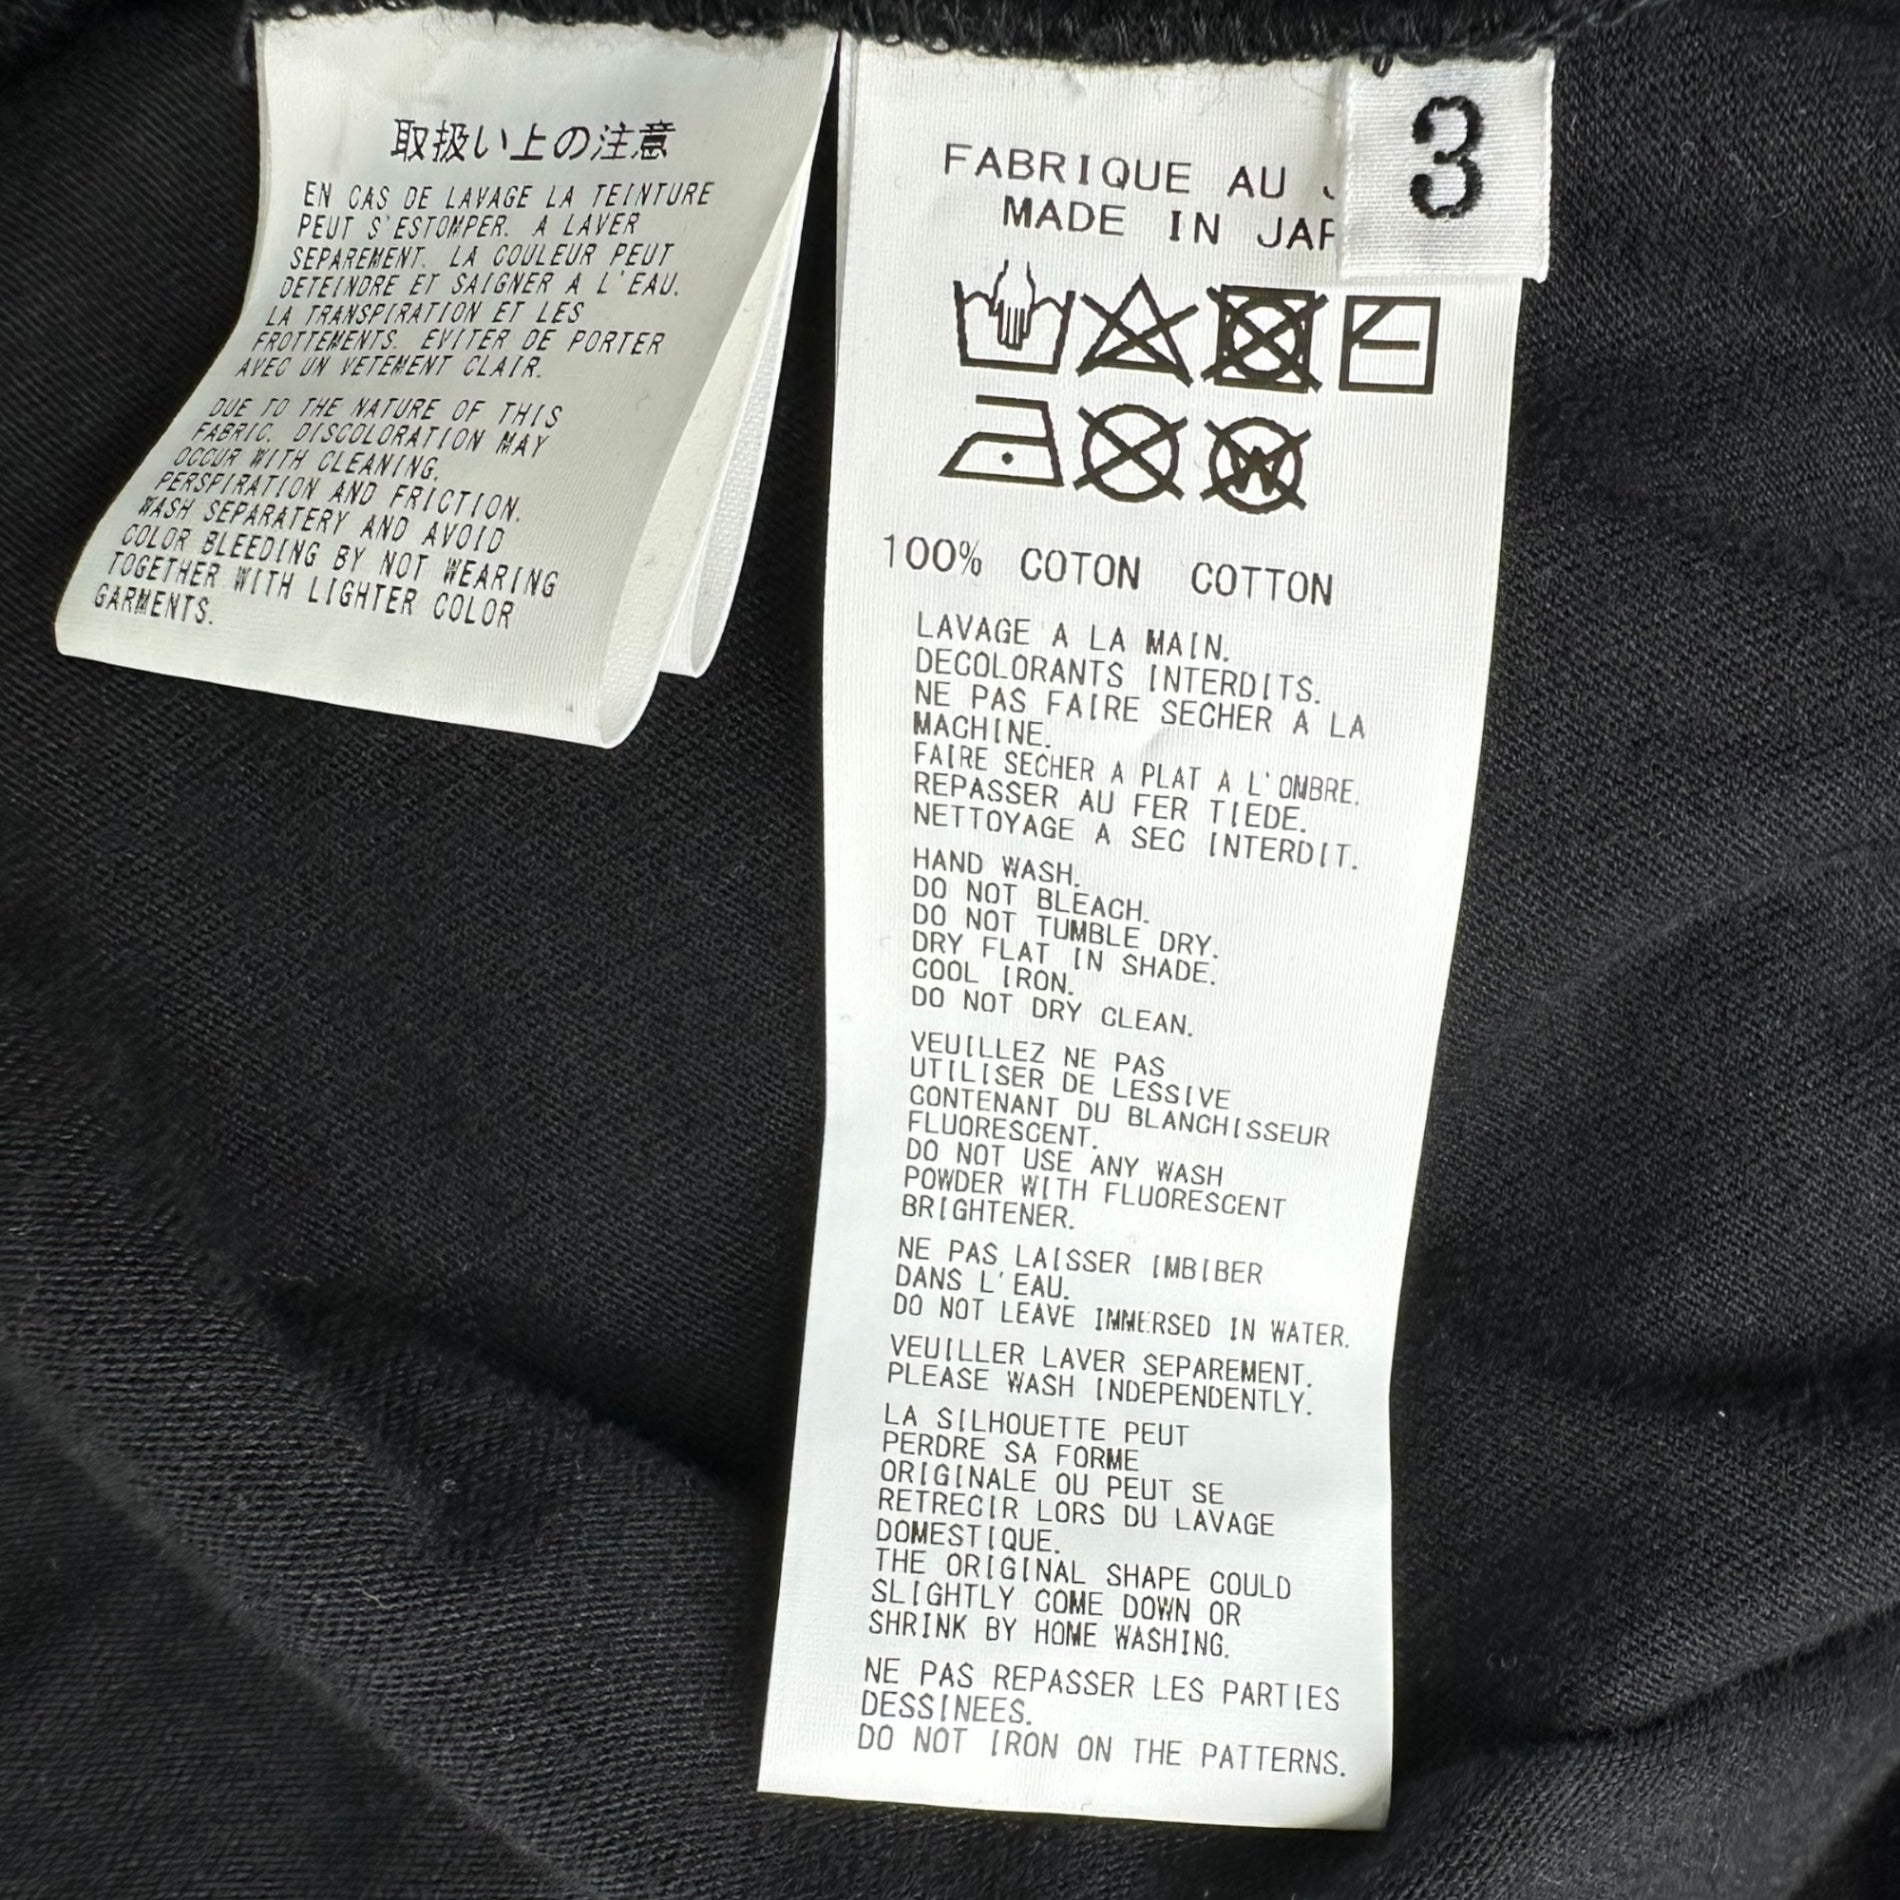 取扱い上の注意
EN CAS DE LAVAGE LA TEINTURE
PEUT S'ESTOMPER. A LAVER
SEPAREMENT. LA COULEUR PEUT
DETEINDRE ET SAIGNER A L'EAU.
LA TRANSPIRATION ET LES
FROTTEMENTS. EVITER DE PORTER
AVEC UN VETEMENT CLAIR.
DUE TO THE NATURE OF THIS
FABRIC. DISCOLORATION MAY
OCCUR WITH CLEANING,
PERSPIRATION AND FRICTION.
WASH SEPARATERY AND AVOID
COLOR BLEEDING BY NOT WEARING
TOGETHER WITH LIGHTER COLOR
GARMENTS.
3
FABRIQUE AU
MADE IN
W
100% COTON COTTON
LAVAGE A LA MAIN.
DECOLORANTS INTERDITS.
NE PAS FAIRE SECHER A LA
MACHINE.
FAIRE SECHER A PLAT A L'OMBRE.
REPASSER AU FER TIEDE.
NETTOYAGE A SEC INTERDIT.
HAND WASH.
DO NOT BLEACH.
DO NOT TUMBLE DRY.
DRY FLAT IN SHADE.
COOL IRON.
DO NOT DRY CLEAN.
VEUILLEZ NE PAS
UTILISER DE LESSIVE
CONTENANT DU BLANCHISSEUR
FLUORESCENT.
DO NOT USE ANY WASH
POWDER WITH FLUORESCENT
BRIGHTENER.
NE PAS LAISSER IMBIBER
DANS L'EAU.
DO NOT LEAVE IMMERSED IN WATER.
VEUILLER LAVER SEPAREMENT.
PLEASE WASH INDEPENDENTLY.
LA SILHOUETTE PEUT
PERDRE SA FORME
ORIGINALE OU PEUT SE
RETRECIR LORS DU LAVAGE
DOMESTIQUE.
THE ORIGINAL SHAPE COULD
SLIGHTLY COME DOWN OR
SHRINK BY HOME WASHING.
NE PAS REPASSER LES PARTIES
DESSINEES.
DO NOT IRON ON THE PATTERNS.